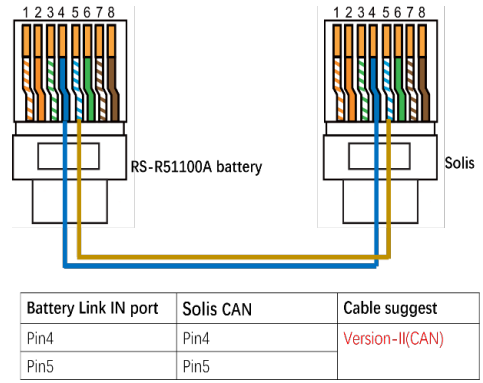 1 2 3 4 5 6 7 8
1 2 3 4 5 6 7 8
RS-R51100A battery
Solis
Battery Link IN port Solis CAN Cable suggest
Pin4 Pin4 Version-II(CAN)
Pin5 Pin5